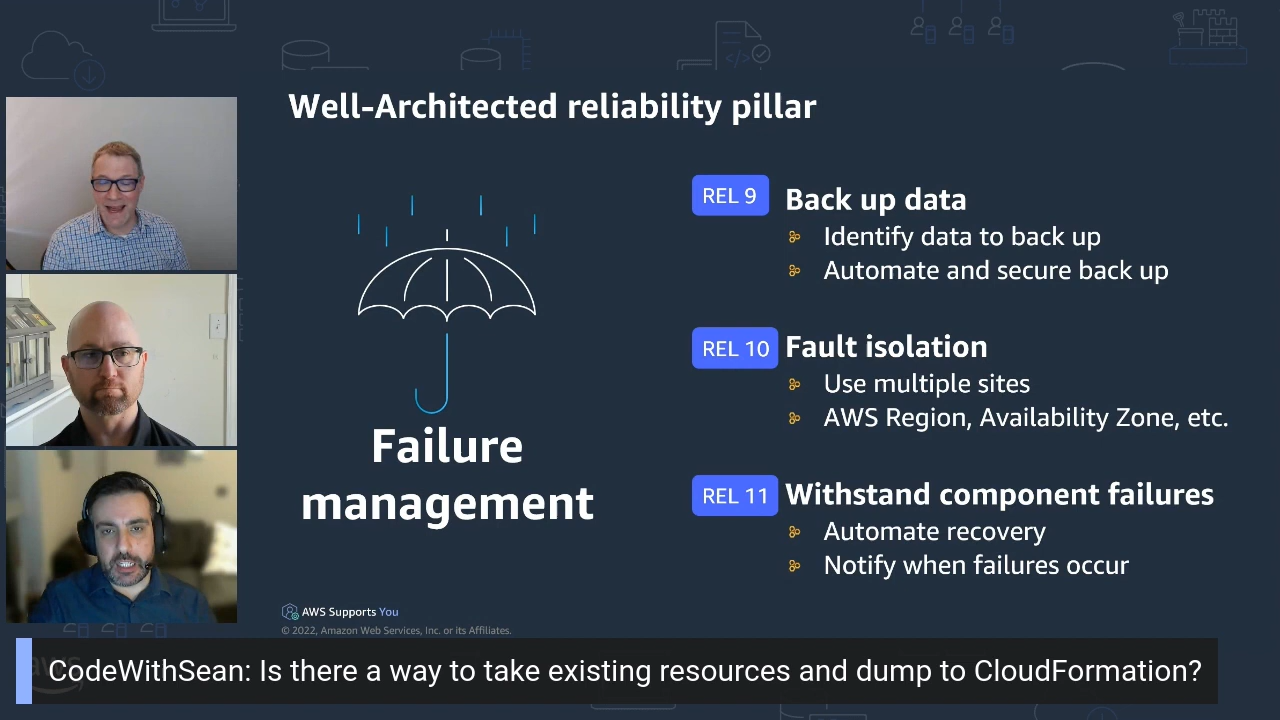 Well-Architected reliability pillar
REL 9 Back up data
Identify data to back up
Automate and secure back up
REL 10 Fault isolation
Use multiple sites
AWS Region, Availability Zone, etc.
REL 11 Withstand component failures
Automate recovery
Notify when failures occur
Failure
management
AWS Supports You
© 2022, Amazon Web Services, Inc. or its Affiliates.
aws
CodeWithSean: Is there a way to take existing resources and dump to CloudFormation?